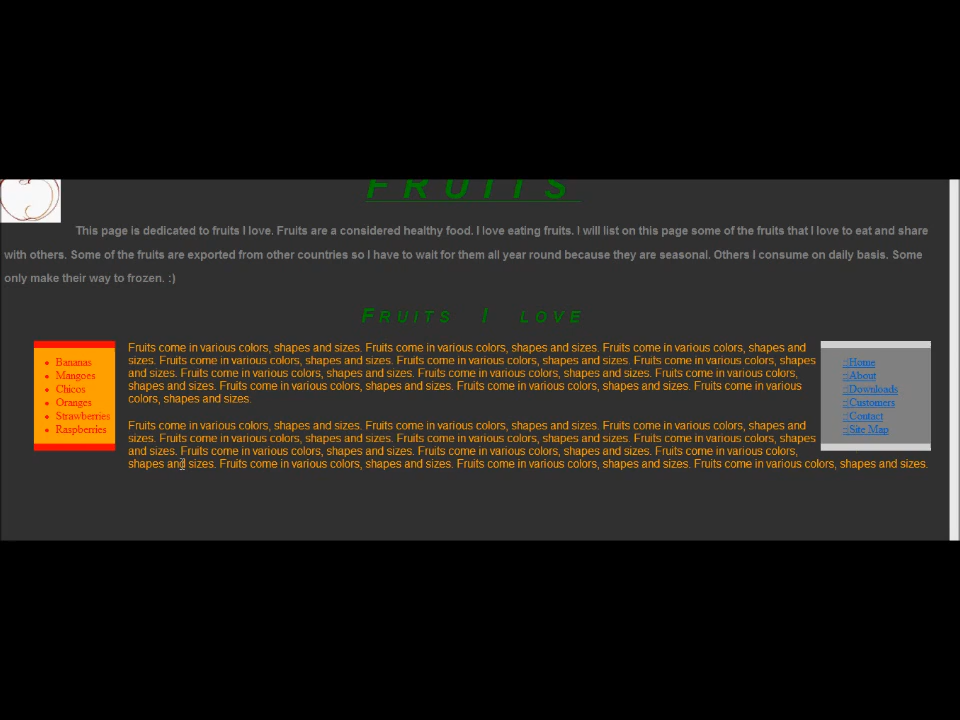 FRUITS
This page is dedicated to fruits I love. Fruits are a considered healthy food. I love eating fruits. I will list on this page some of the fruits that I love to eat and share
with others. Some of the fruits are exported from other countries so I have to wait for them all year round because they are seasonal. Others I consume on daily basis. Some
only make their way to frozen. :)
FRUITS I LOVE
Bananas
Mangoes
Chicos
Oranges
Strawberries
Raspberries
Fruits come in various colors, shapes and sizes. Fruits come in various colors, shapes and sizes. Fruits come in various colors, shapes and
sizes. Fruits come in various colors, shapes and sizes. Fruits come in various colors, shapes and sizes. Fruits come in various colors, shapes
and sizes. Fruits come in various colors, shapes and sizes. Fruits come in various colors, shapes and sizes. Fruits come in various colors,
shapes and sizes. Fruits come in various colors, shapes and sizes. Fruits come in various colors, shapes and sizes. Fruits come in various
colors, shapes and sizes.
Fruits come in various colors, shapes and sizes. Fruits come in various colors, shapes and sizes. Fruits come in various colors, shapes and
sizes. Fruits come in various colors, shapes and sizes. Fruits come in various colors, shapes and sizes. Fruits come in various colors, shapes
and sizes. Fruits come in various colors, shapes and sizes. Fruits come in various colors, shapes and sizes. Fruits come in various colors,
shapes and sizes. Fruits come in various colors, shapes and sizes. Fruits come in various colors, shapes and sizes. Fruits come in various colors, shapes and sizes.
::Home
::About
::Downloads
::Customers
::Contact
::Site Map